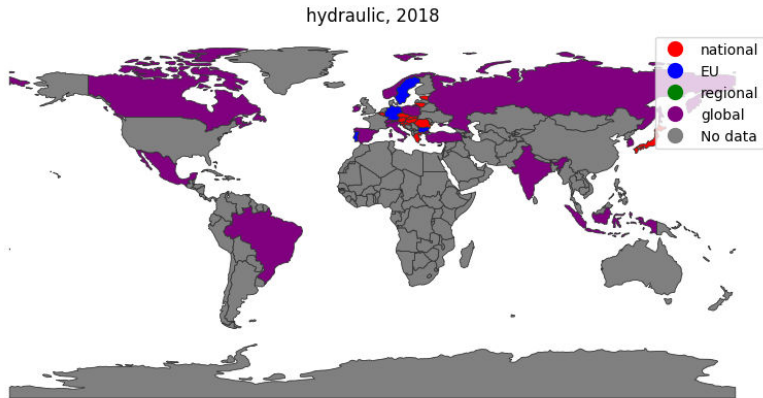 hydraulic, 2018
national
EU
regional
global
No data